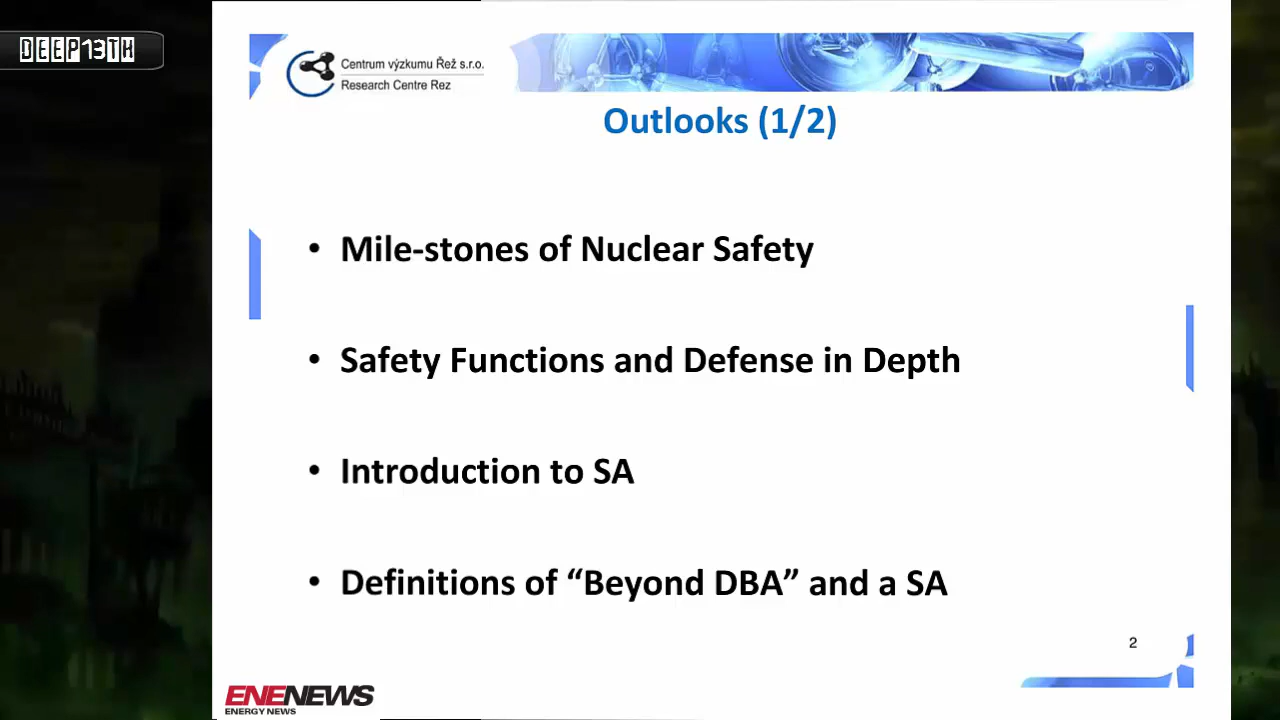 DEEP13TH
Centrum výzkumu Řež s.r.o.
Research Centre Rez
Outlooks (1/2)
• Mile-stones of Nuclear Safety
• Safety Functions and Defense in Depth
• Introduction to SA
• Definitions of “Beyond DBA” and a SA
2
ENENEWS
ENERGY NEWS